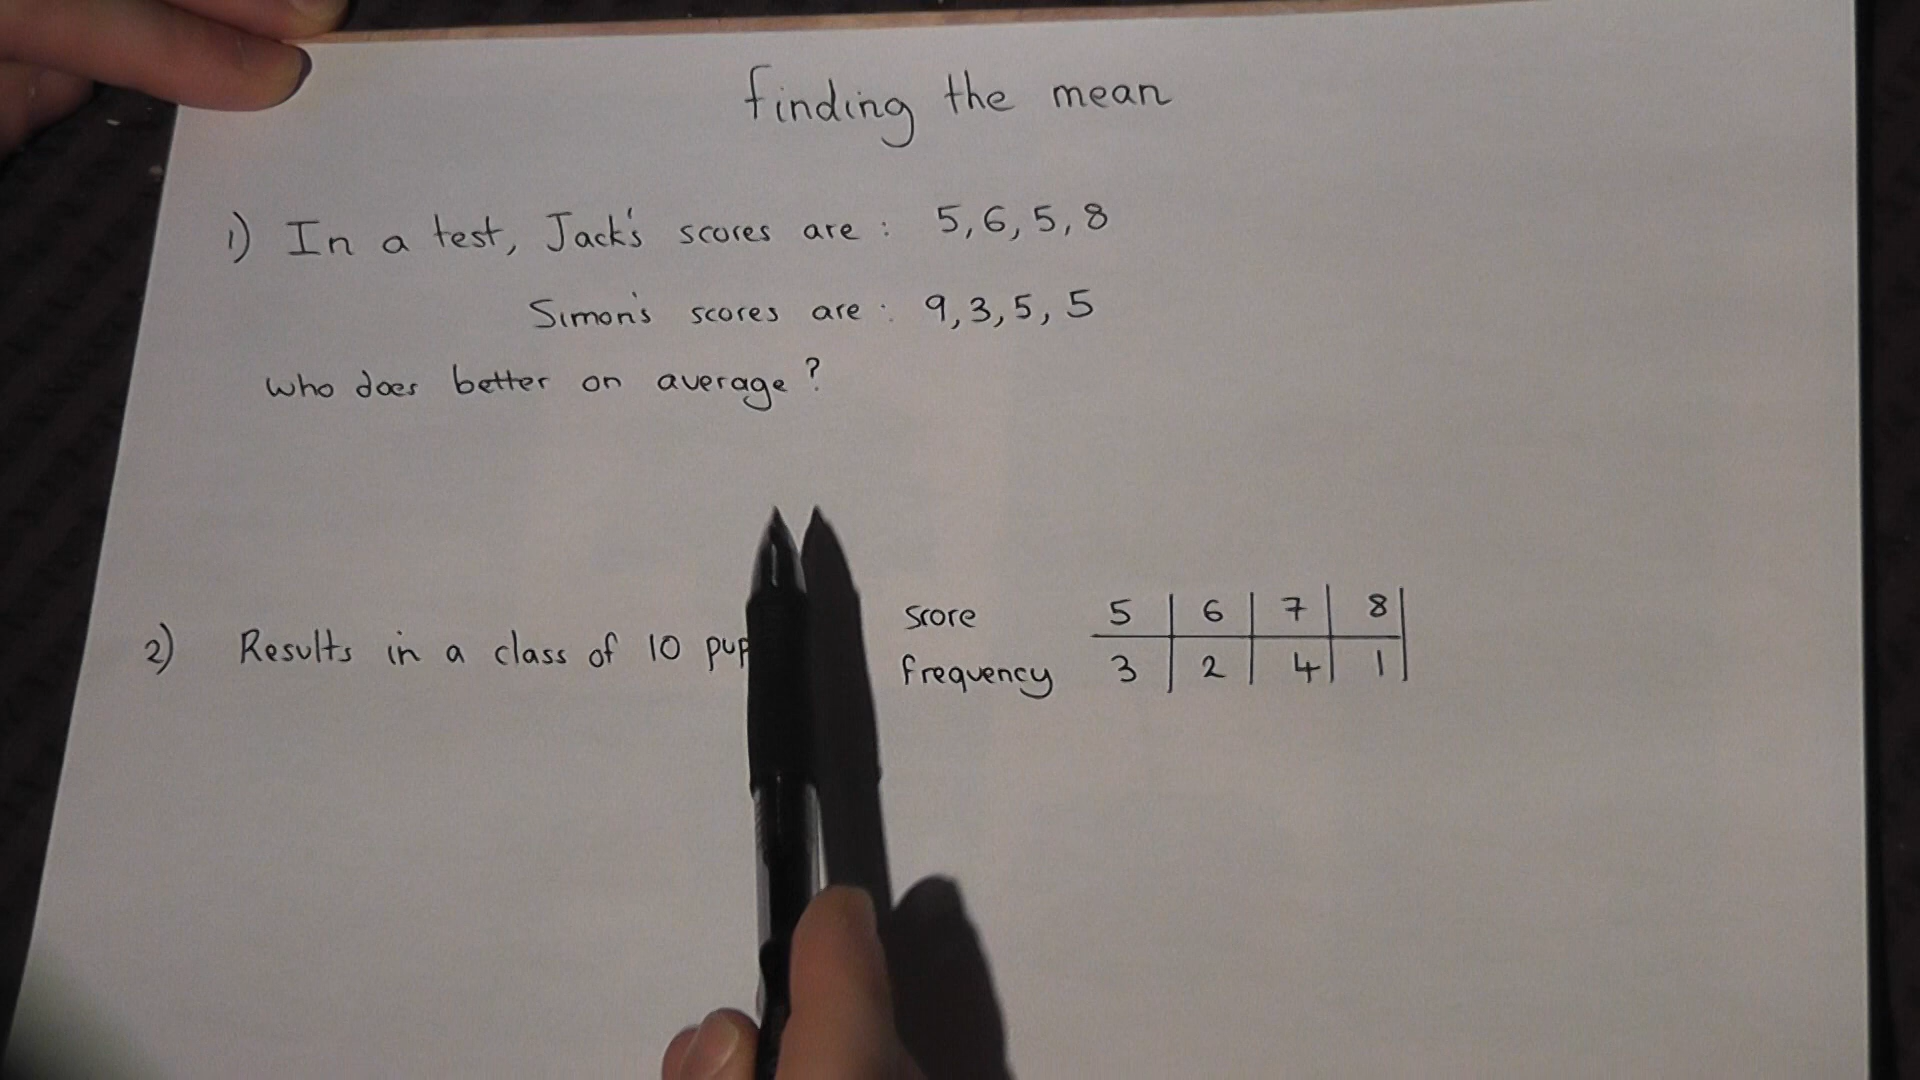 finding the mean
1) In a test, Jack's scores are : 5, 6, 5, 8
Simon's scores are : 9, 3, 5, 5
who does better on average ?
2) Results in a class of 10
score 5 6 7 8
frequency 3 2 4 1